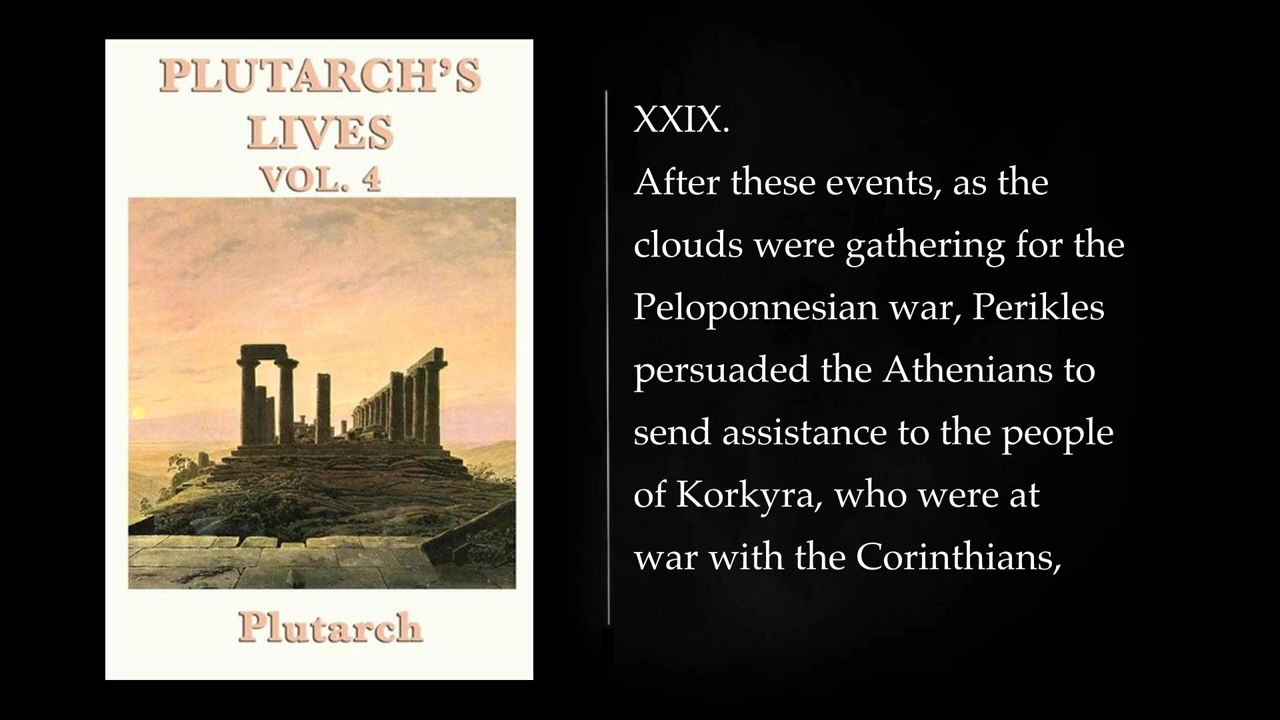 PLUTARCH'S
LIVES
VOL. 4
Plutarch
XXIX.
After these events, as the
clouds were gathering for the
Peloponnesian war, Perikles
persuaded the Athenians to
send assistance to the people
of Korkyra, who were at
war with the Corinthians,